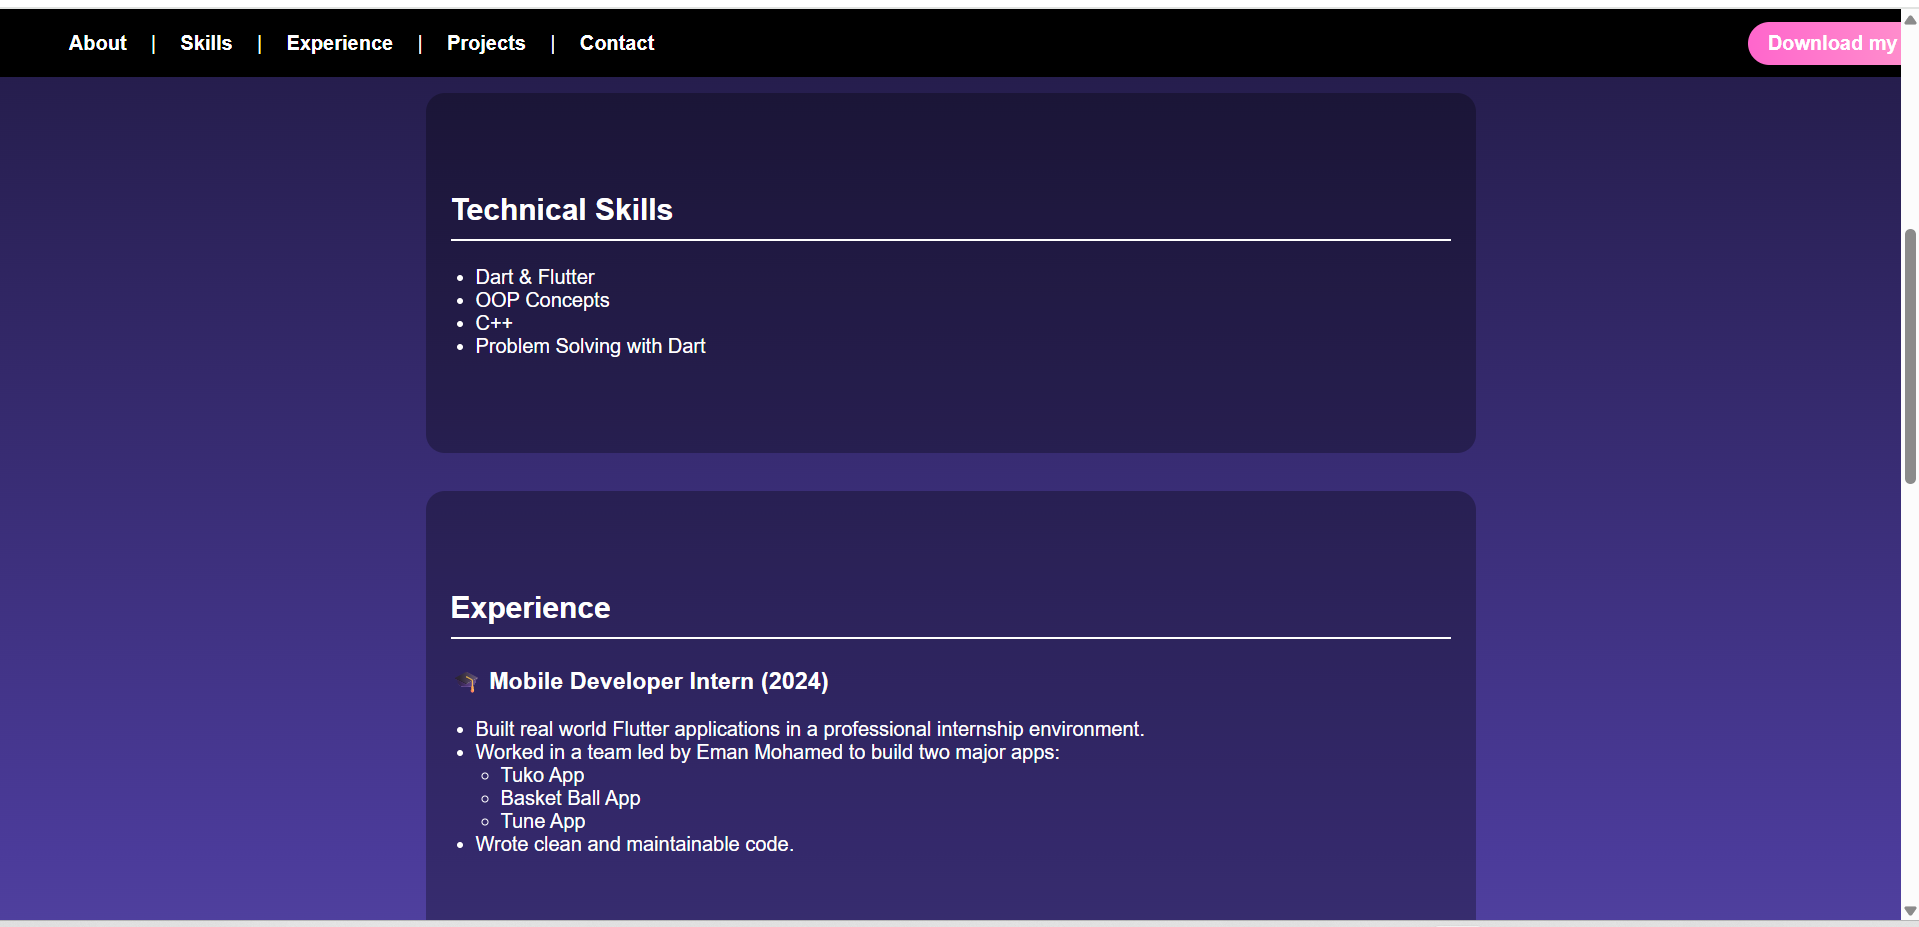 About | Skills | Experience | Projects | Contact Download my
Technical Skills
• Dart & Flutter
• OOP Concepts
• C++
• Problem Solving with Dart
Experience
🎓 Mobile Developer Intern (2024)
• Built real world Flutter applications in a professional internship environment.
• Worked in a team led by Eman Mohamed to build two major apps:
◦ Tuko App
◦ Basket Ball App
◦ Tune App
• Wrote clean and maintainable code.